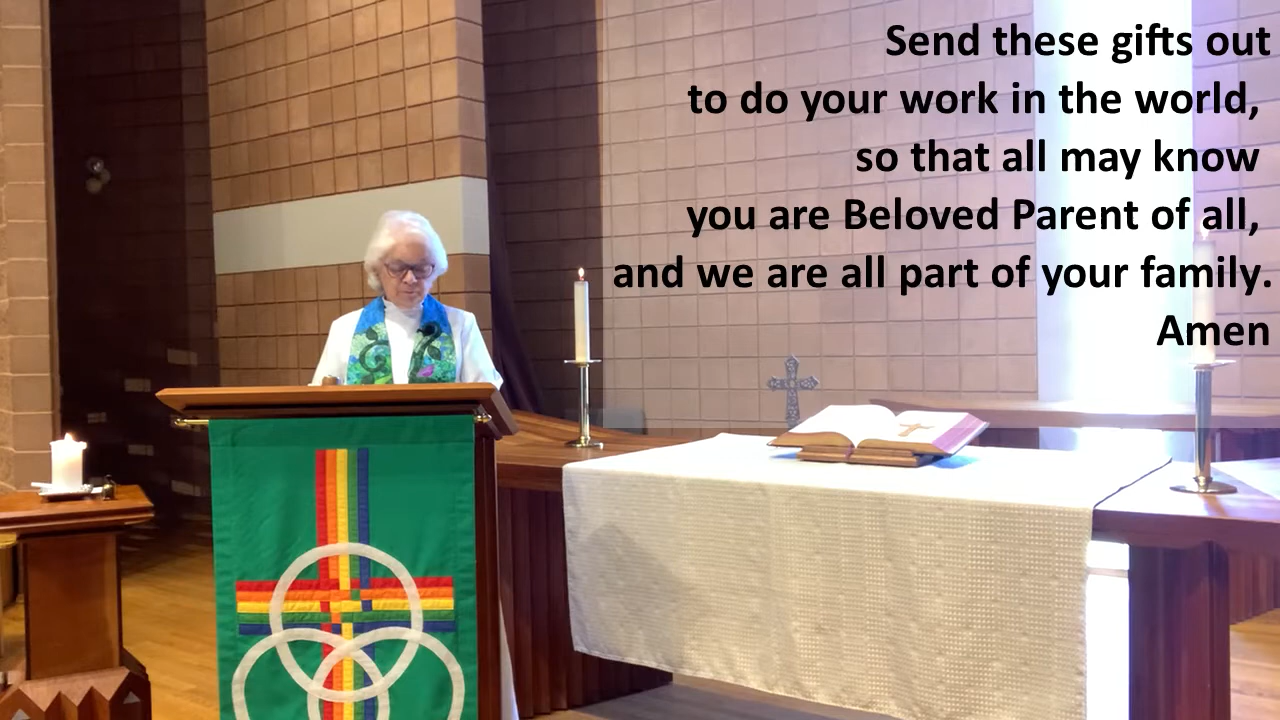 Send these gifts out
to do your work in the world,
so that all may know
you are Beloved Parent of all,
and we are all part of your family.
Amen